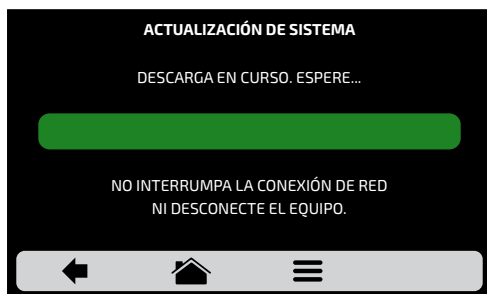 ACTUALIZACIÓN DE SISTEMA
DESCARGA EN CURSO. ESPERE...
NO INTERRUMPA LA CONEXIÓN DE RED
NI DESCONECTE EL EQUIPO.